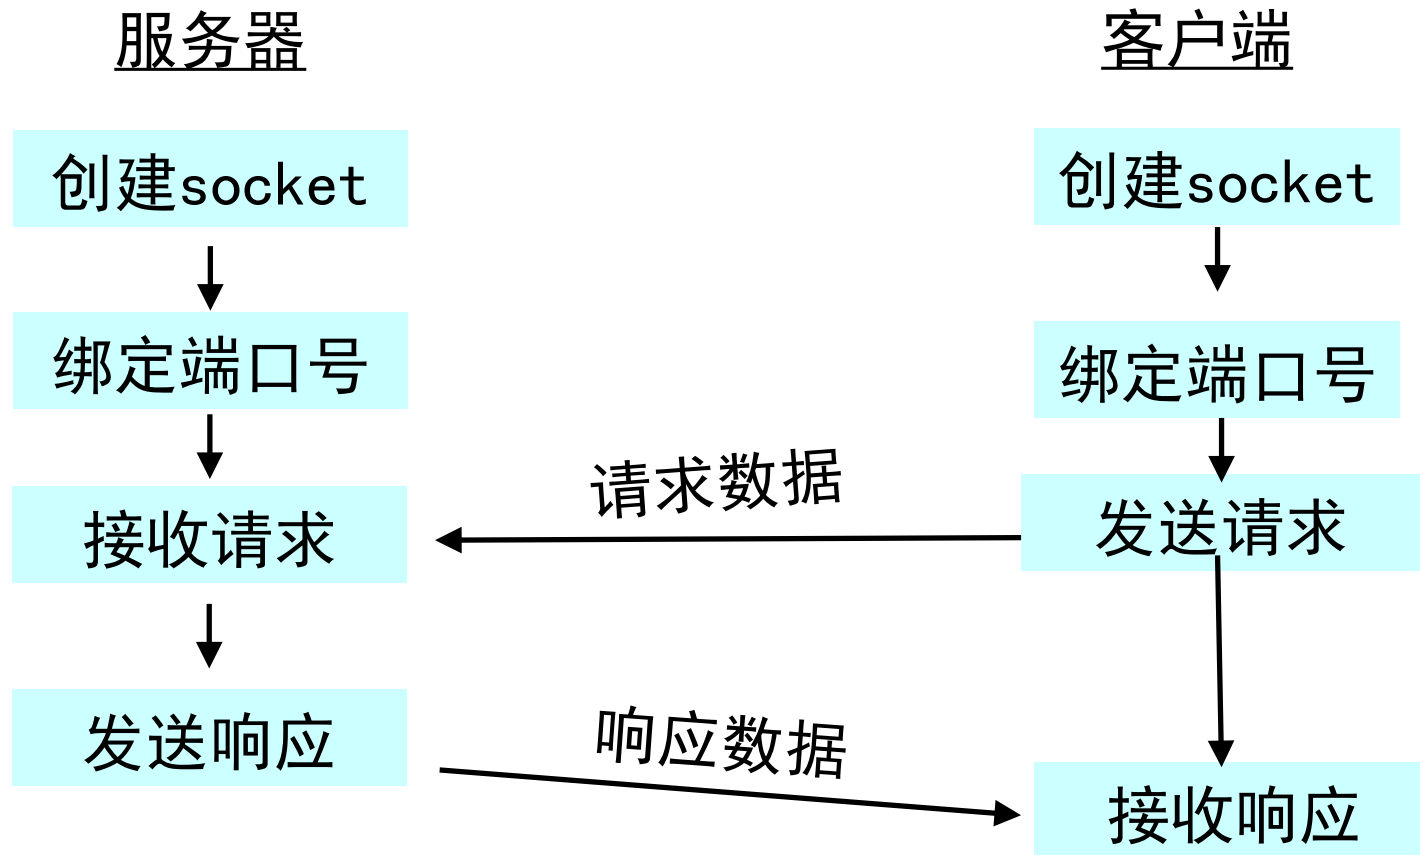 服务器
客户端
创建socket
创建socket
绑定端口号
绑定端口号
请求数据
接收请求
发送请求
发送响应
响应数据
接收响应